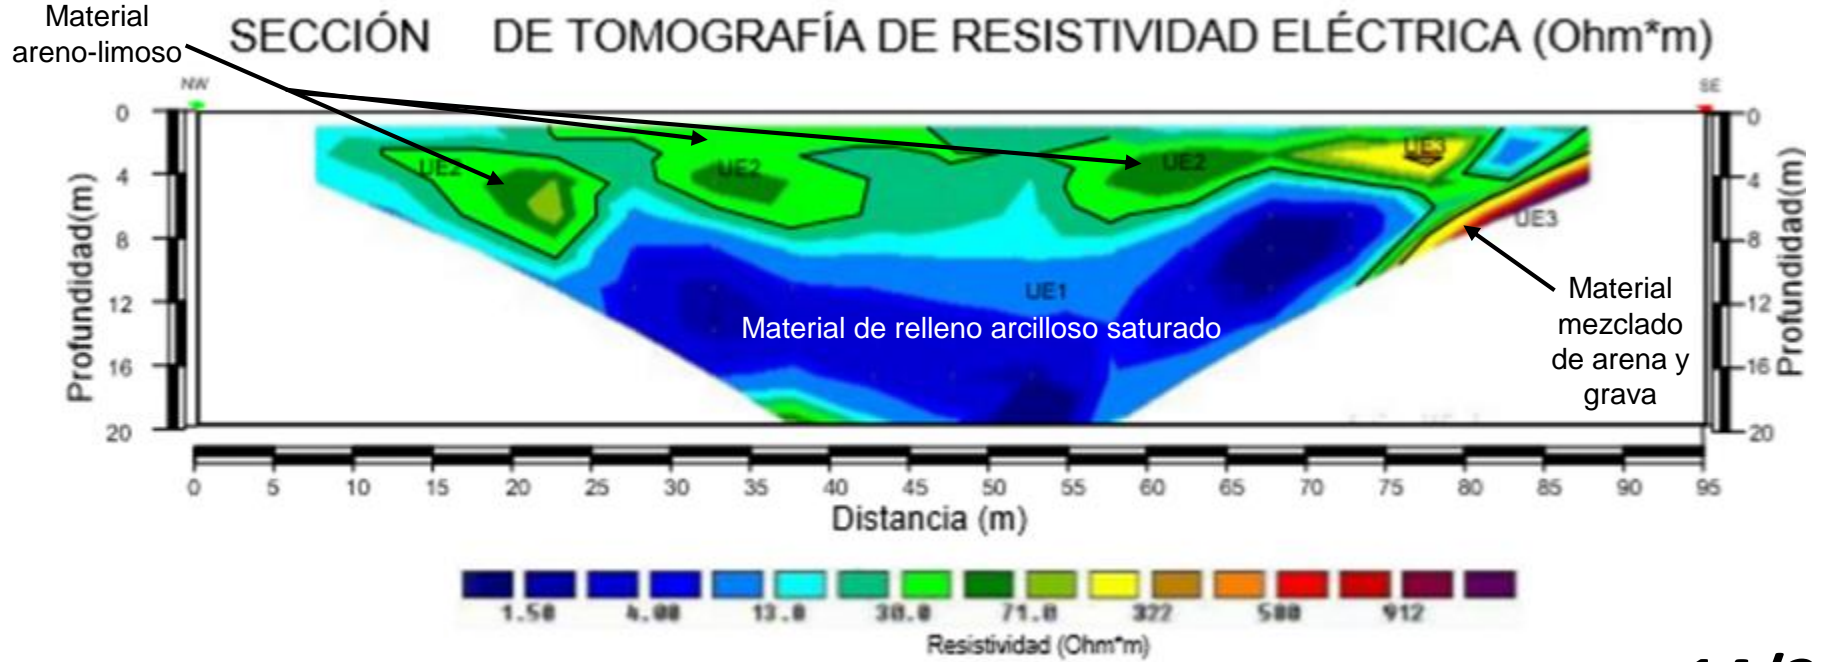 Material
areno-limoso
SECCIÓN DE TOMOGRAFÍA DE RESISTIVIDAD ELÉCTRICA (Ohm*m)
NW
SE
0
4
8
12
16
20
Profundidad(m)
0
4
8
12
16
20
Profundidad(m)
UE2
UE2
UE2
UE3
UE3
UE1
Material de relleno arcilloso saturado
Material
mezclado
de arena y
grava
0 5 10 15 20 25 30 35 40 45 50 55 60 65 70 75 80 85 90 95
Distancia (m)
1.50 4.00 13.0 30.0 71.0 322 500 912
Resistividad (Ohm*m)